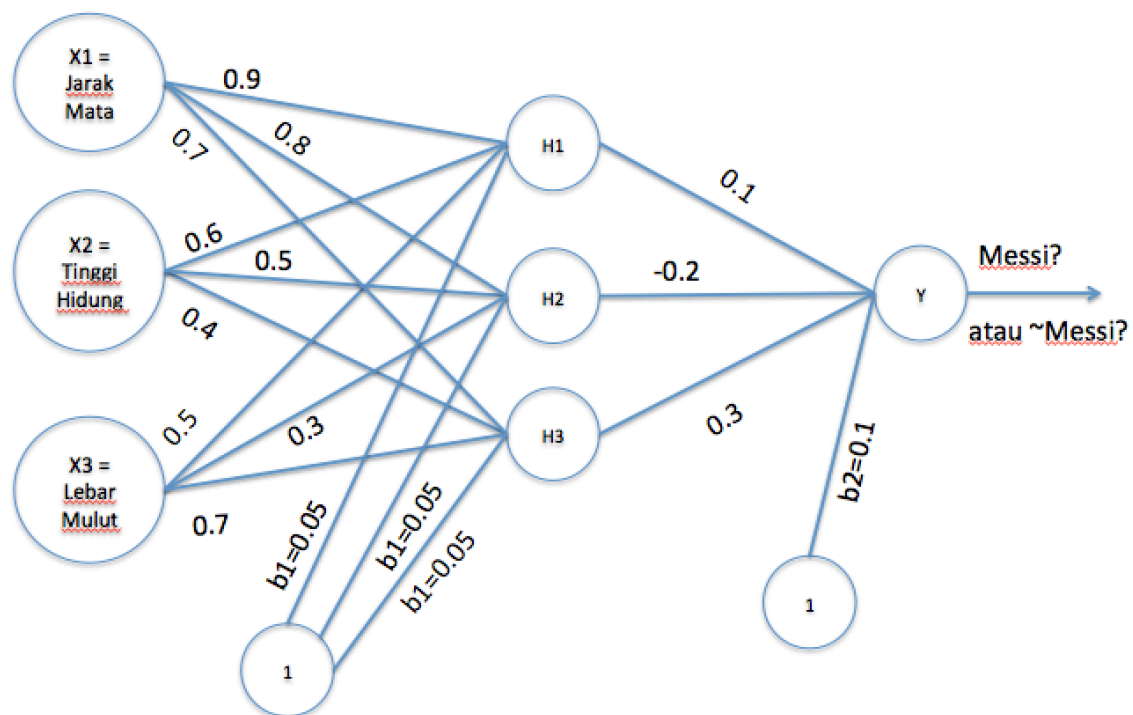 X1 =
Jarak
Mata
0.9
0.8
0.7
H1
0.1
X2 =
Tinggi
Hidung
0.6
0.5
0.4
H2
-0.2
Y
Messi?
atau ~Messi?
X3 =
Lebar
Mulut
0.5
0.3
0.7
H3
0.3
b1=0.05
b1=0.05
b1=0.05
b2=0.1
1
1